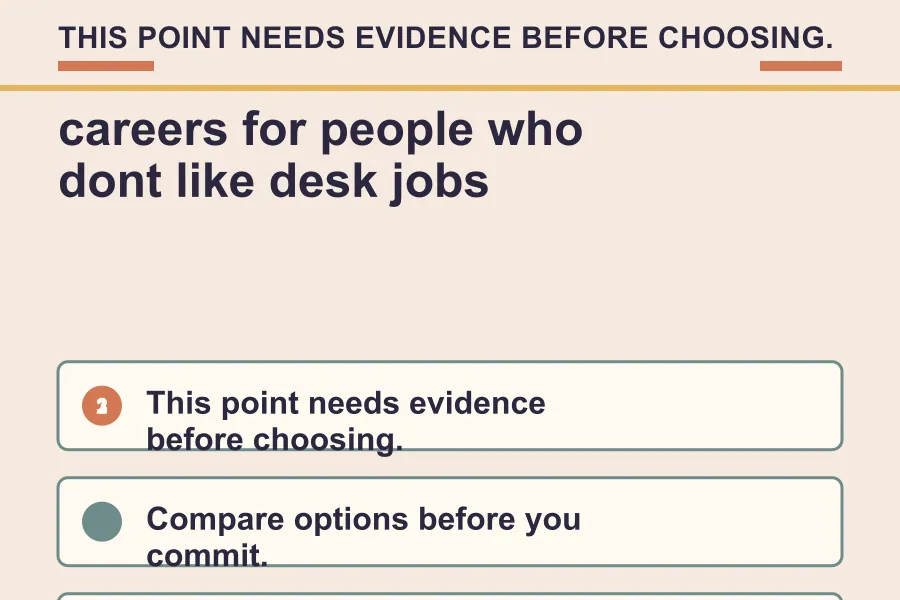 THIS POINT NEEDS EVIDENCE BEFORE CHOOSING.
careers for people who
dont like desk jobs
This point needs evidence
before choosing.
Compare options before you
commit.